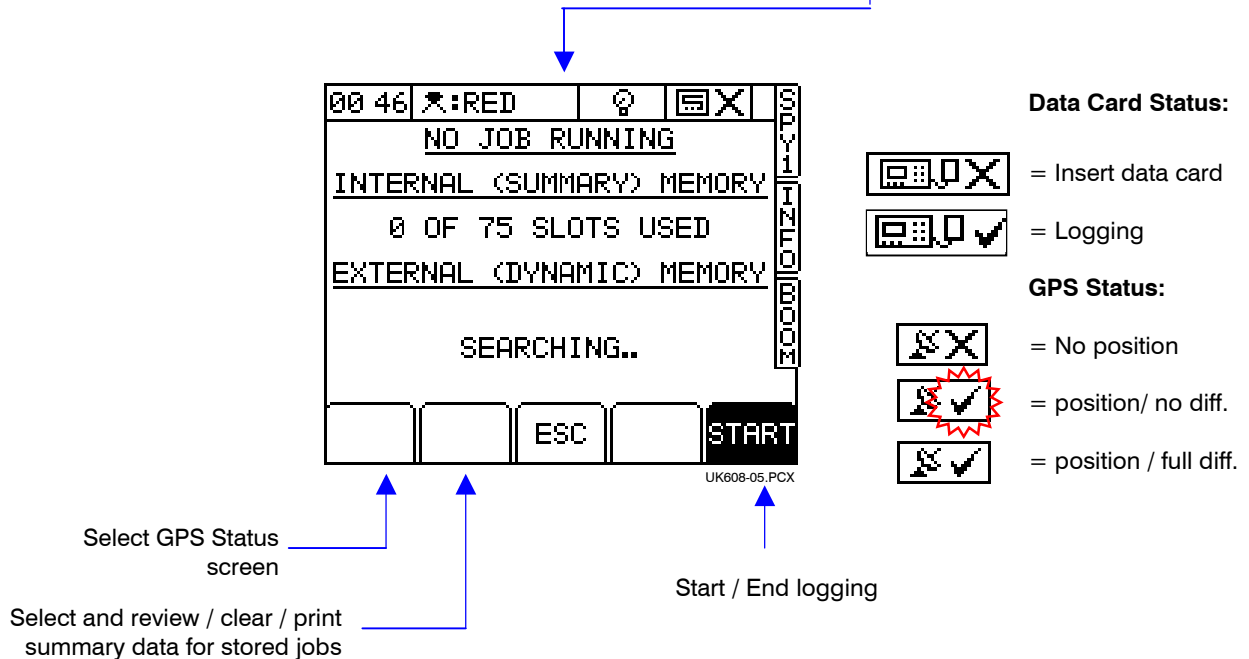 00 46 :RED
SPY1
INFO
BOOM
NO JOB RUNNING
INTERNAL (SUMMARY) MEMORY
0 OF 75 SLOTS USED
EXTERNAL (DYNAMIC) MEMORY
SEARCHING..
ESC
START
UK608-05.PCX
Select GPS Status
screen
Select and review / clear / print
summary data for stored jobs
Start / End logging
Data Card Status:
= Insert data card
= Logging
GPS Status:
= No position
= position/ no diff.
= position / full diff.